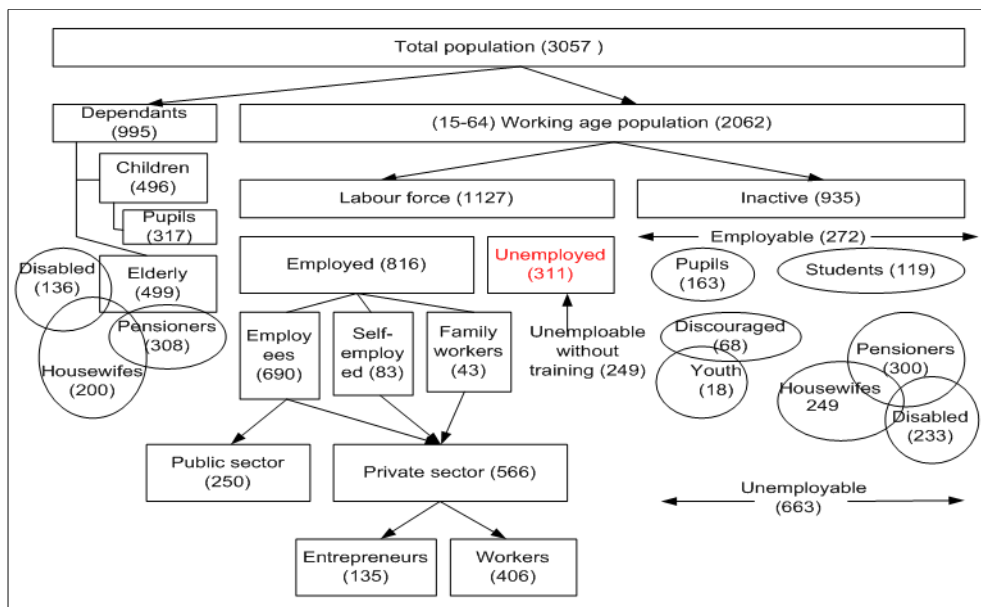 Total population (3057 )
Dependants
(995)
(15-64) Working age population (2062)
Children
(496)
Pupils
(317)
Labour force (1127)
Inactive (935)
Employable (272)
Disabled
(136)
Elderly
(499)
Pensioners
(308)
Housewifes
(200)
Employed (816)
Unemployed
(311)
Pupils
(163)
Students (119)
Employ
ees
(690)
Self-
employ
ed (83)
Family
workers
(43)
Unemploable
without
training (249)
Discouraged
(68)
Youth
(18)
Pensioners
(300)
Housewifes
249
Disabled
(233)
Public sector
(250)
Private sector (566)
Unemployable
(663)
Entrepreneurs
(135)
Workers
(406)